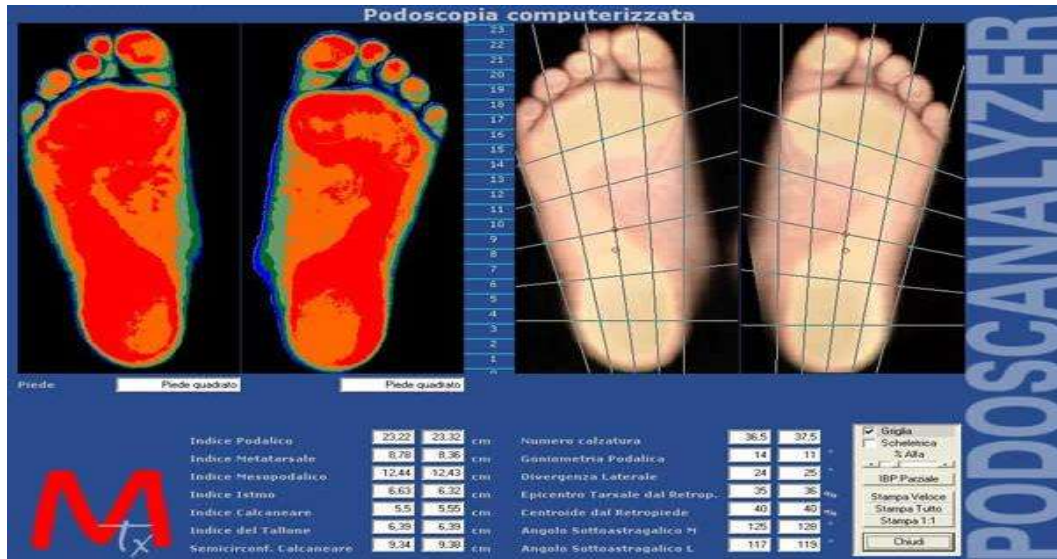 Podoscopia computerizzata
23
22
21
20
19
18
17
16
15
14
13
12
11
10
9
8
7
6
5
4
3
2
1
0
PODOSCANALYZER
Piede Piede quadrato Piede quadrato
Indice Podalico 23,22 23,32 cm
Indice Metatarsale 8,78 8,36 cm
Indice Mesopodalico -12,44 -12,43 cm
Indice Istmo 6,63 6,32 cm
Indice Calcaneare 5,5 5,55 cm
Indice del Tallone 6,39 6,39 cm
Semicirconf. Calcaneare 9,34 9,38 cm
Numero calzatura 36,5 37,5
Goniometria Podalica 14 11 °
Divergenza Laterale 24 25 °
Epicentro Tarsale dal Retrop. 35 36
Centroide dal Retropiede 40 40
Angolo Sottoastragalico M 125 128 °
Angolo Sottoastragalico L 117 119 °
Griglia
Scheletrica
% Alfa
IBP Parziale
Stampa Veloce
Stampa Tutto
Stampa 1:1
Chiudi
M
Tx